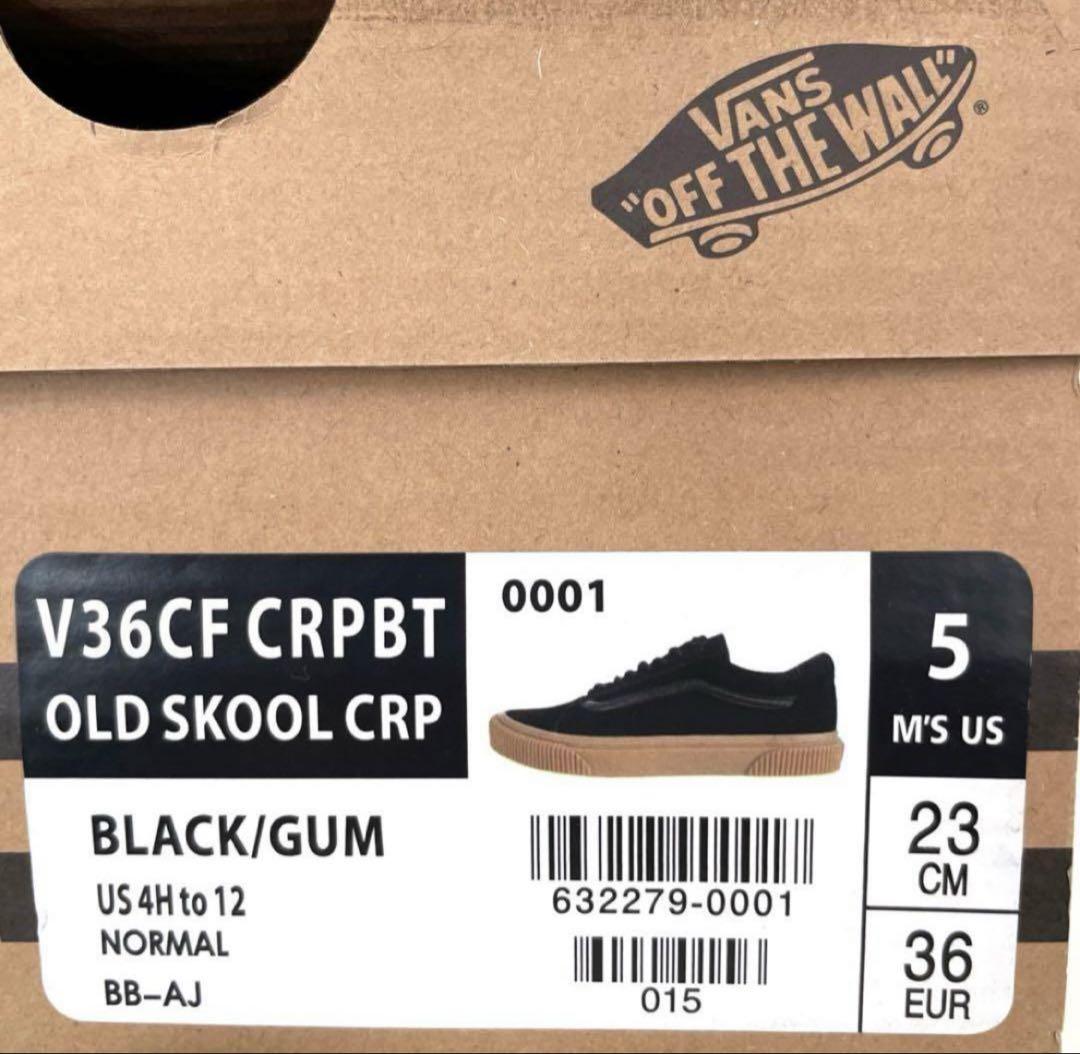 VANS
"OFF THE WALL"
®
V36CF CRPBT
OLD SKOOL CRP
0001
5
M'S US
BLACK/GUM
US 4H to 12
NORMAL
BB-AJ
632279-0001
015
23
CM
36
EUR